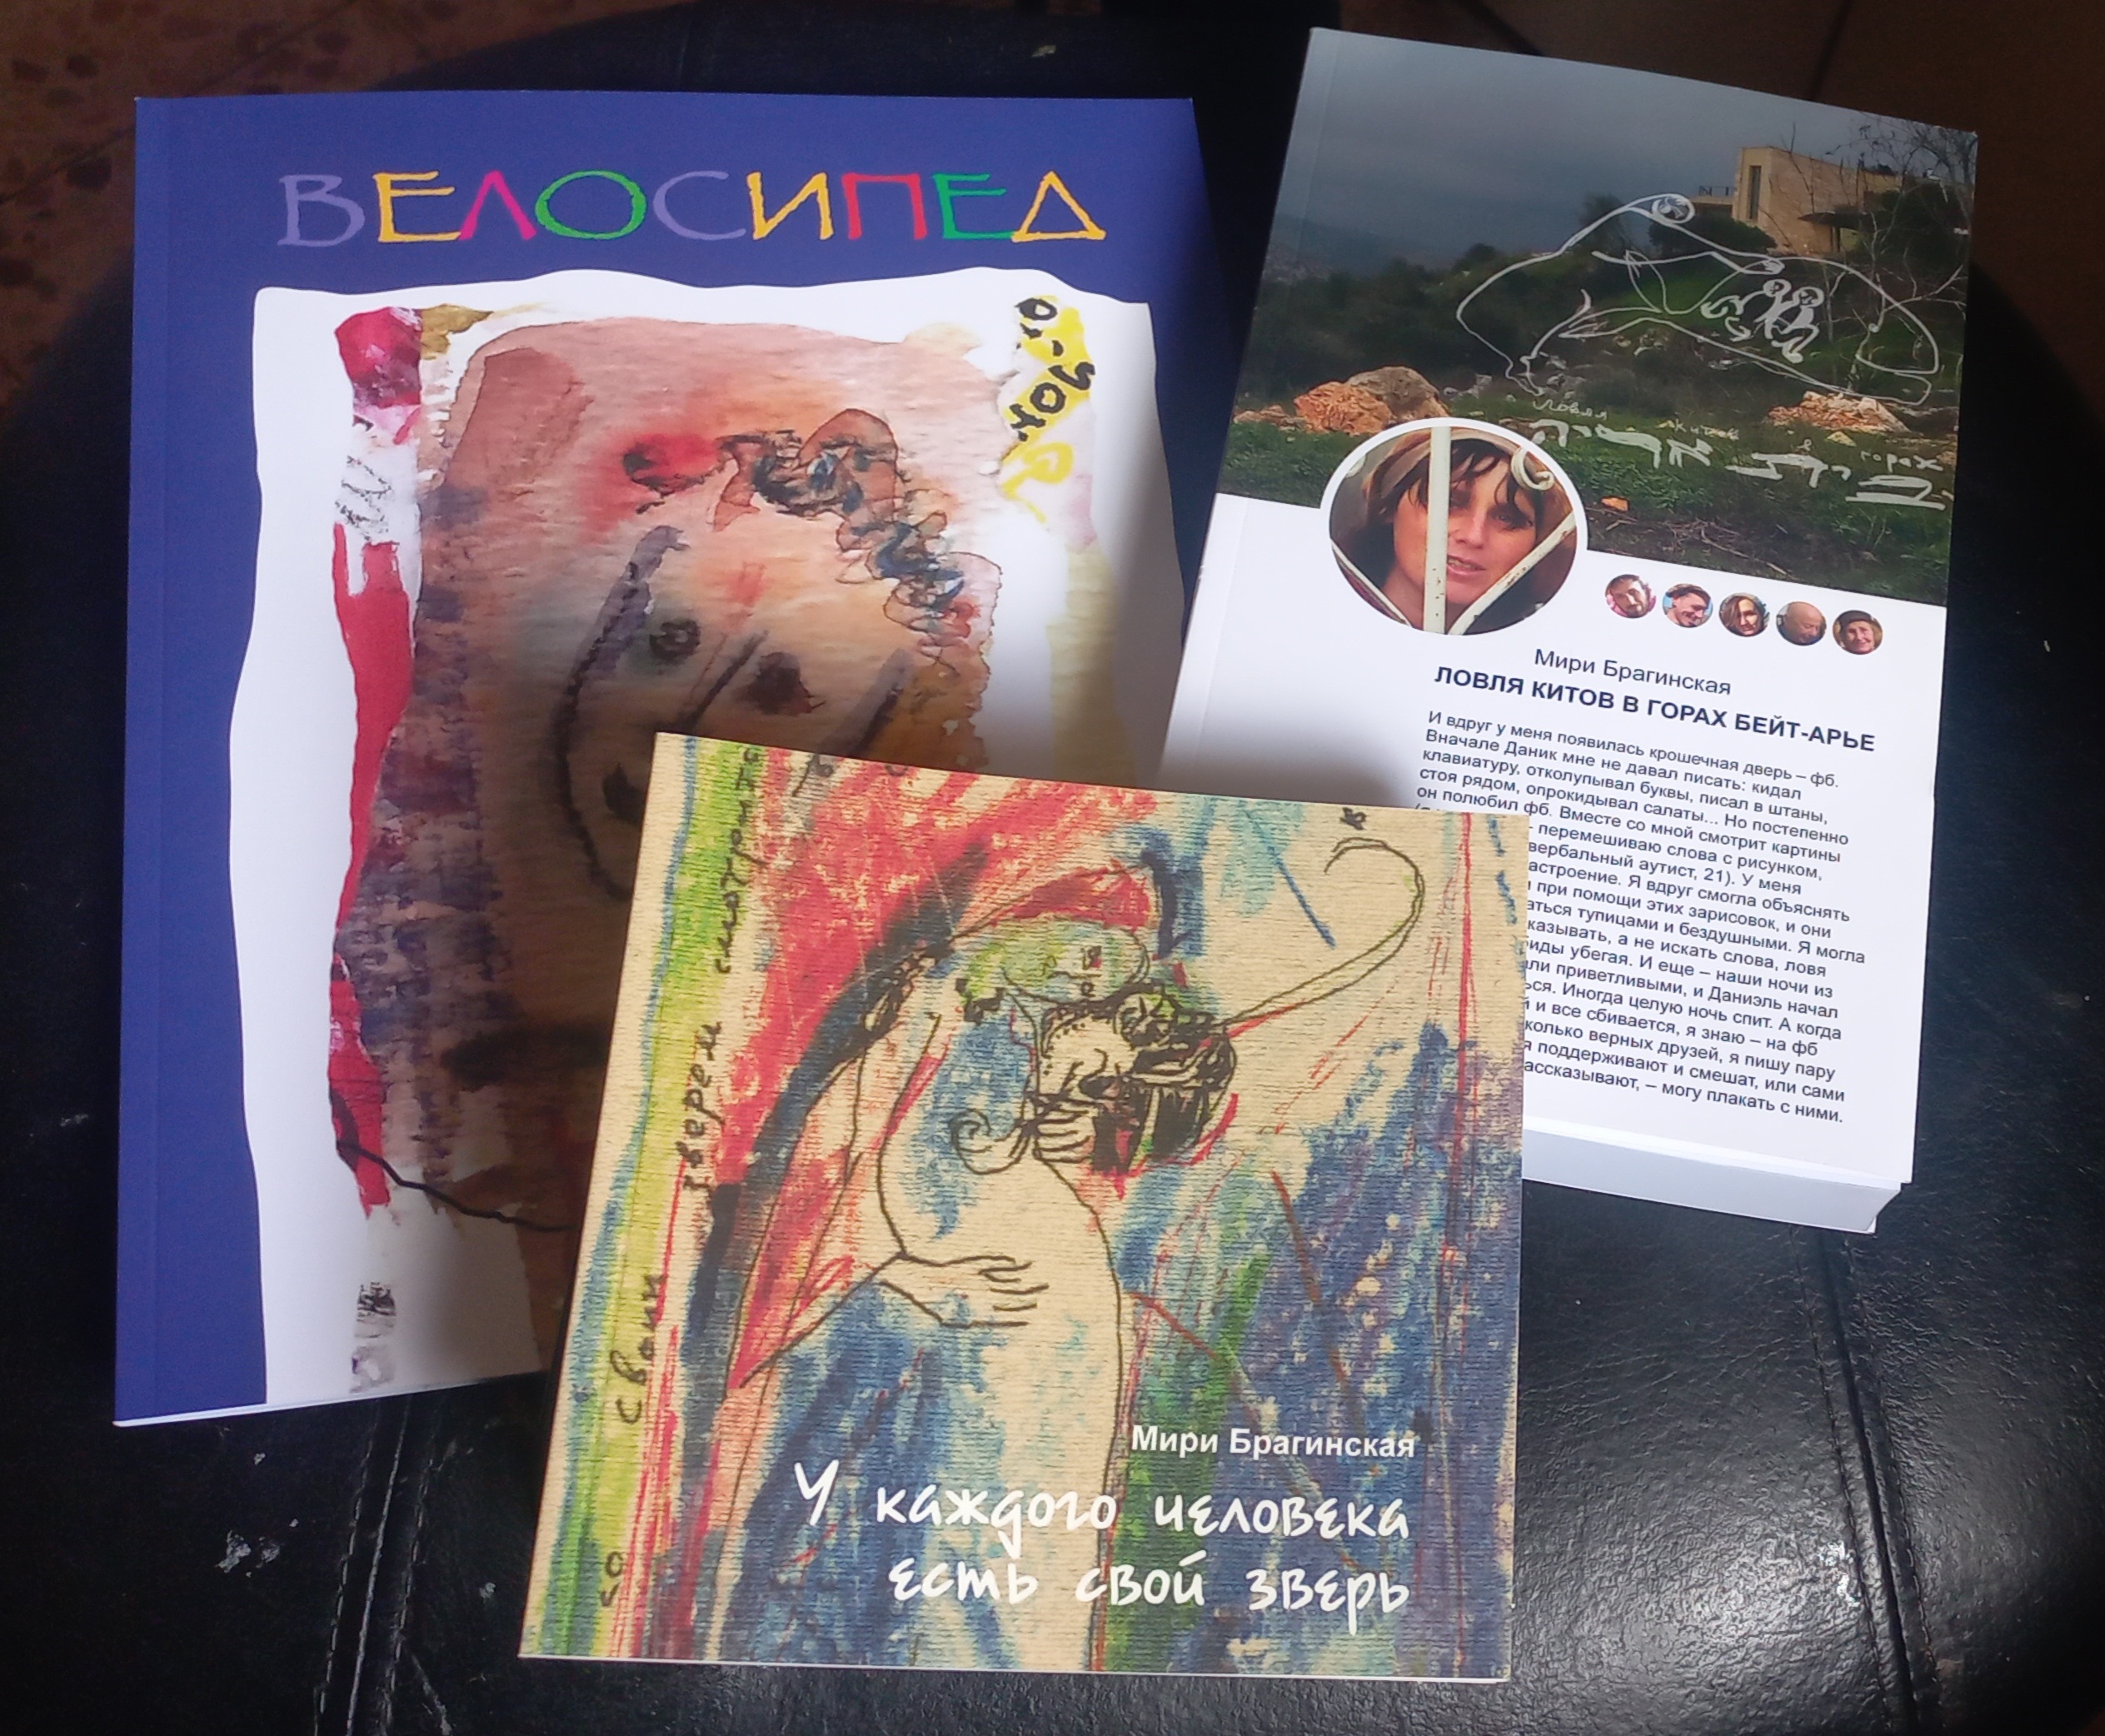 ВЕЛОСИПЕД
Мири Брагинская
ЛОВЛЯ КИТОВ В ГОРАХ БЕЙТ-АРЬЕ
И вдруг у меня появилась крошечная дверь – фб.
Вначале Даник мне не давал писать: кидал
клавиатуру, отколупывал буквы, писал в штаны,
стоя рядом, опрокидывал салаты... Но постепенно
он полюбил фб. Вместе со мной смотрит картины
перемешиваю слова с рисунком,
вербальный аутист, 21). У меня
при помощи этих зарисовок, и они
тупицами и бездушными. Я могла
а не искать слова, ловя
убегая. И еще – наши ночи из
приветливыми, и Даниэль начал
Иногда целую ночь спит. А когда
и все сбивается, я знаю – на фб
верных друзей, я пишу пару
поддерживают и смешат, или сами
– могу плакать с ними.
со своим зверем смотрит
Мири Брагинская
У каждого человека
есть свой зверь